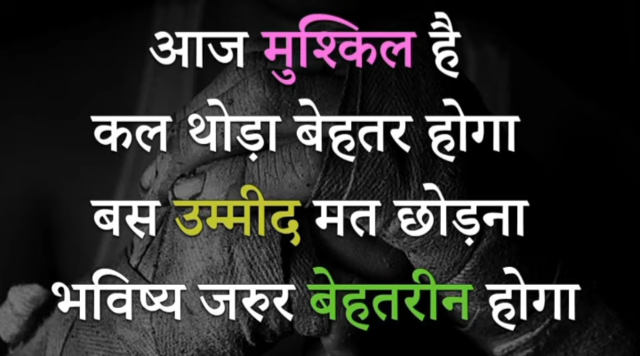 आज मुश्किल है
कल थोड़ा बेहतर होगा
बस उम्मीद मत छोड़ना
भविष्य जरुर बेहतरीन होगा